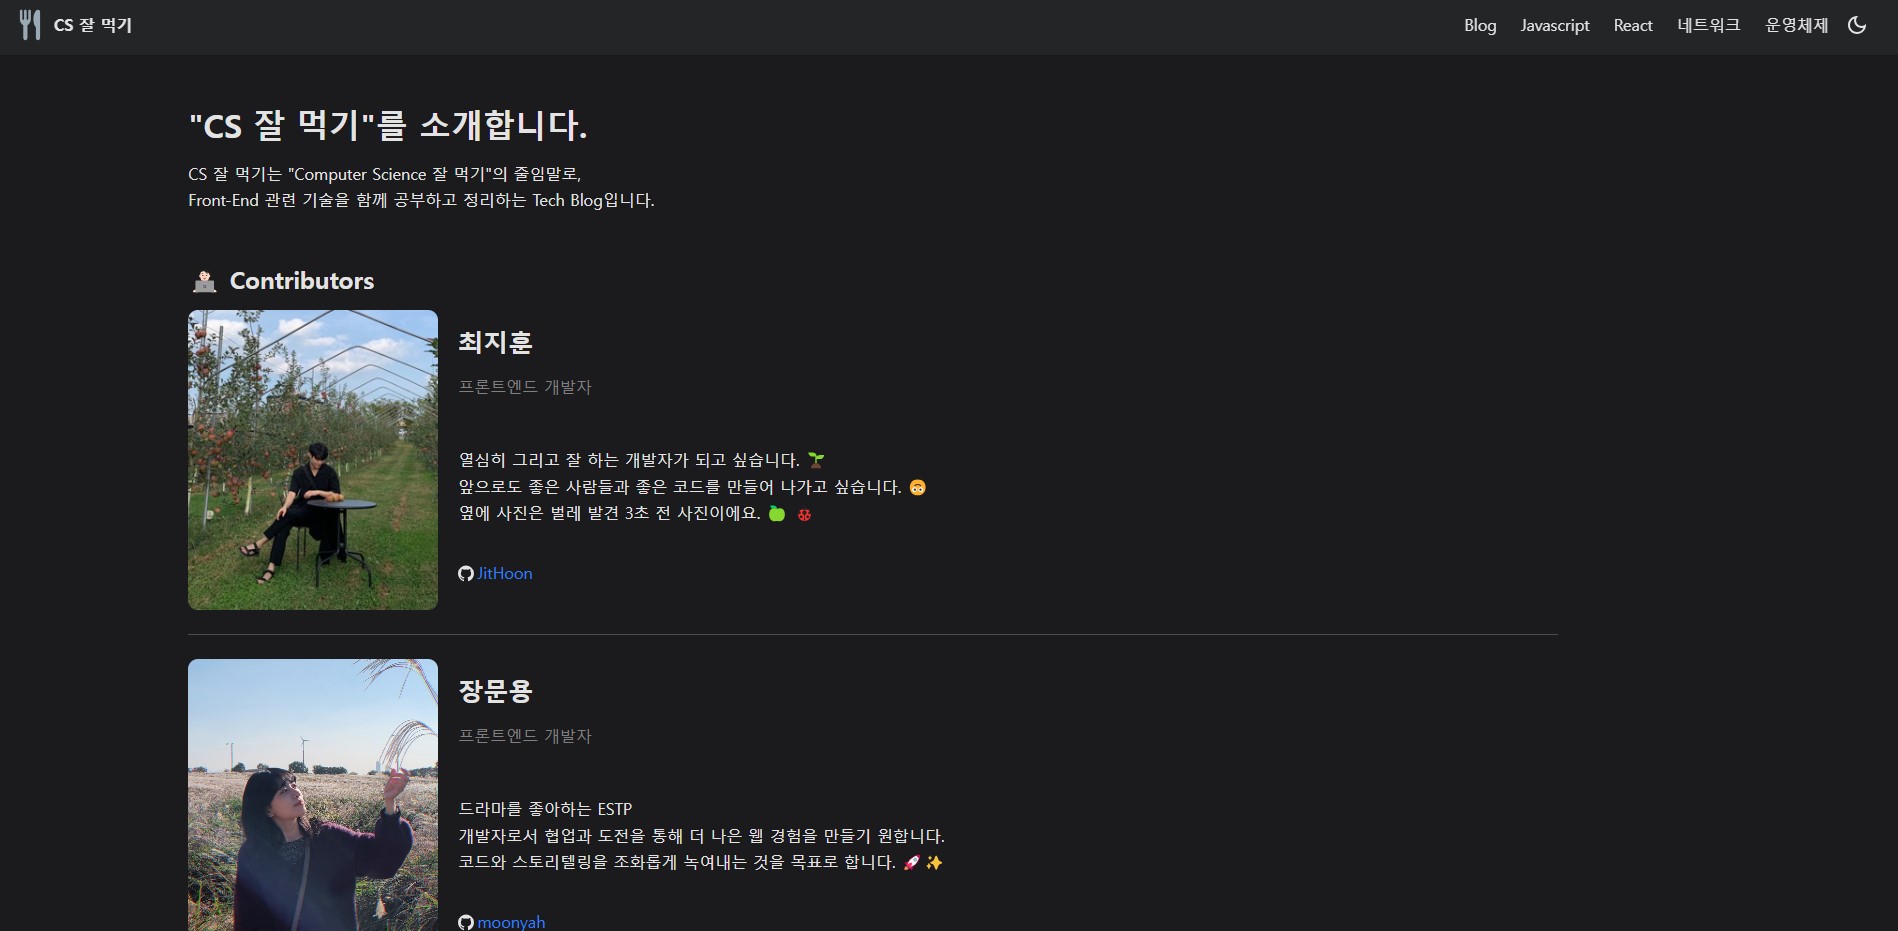 CS 잘 먹기
Blog Javascript React 네트워크 운영체제
"CS 잘 먹기"를 소개합니다.
CS 잘 먹기는 "Computer Science 잘 먹기"의 줄임말로,
Front-End 관련 기술을 함께 공부하고 정리하는 Tech Blog입니다.
Contributors
최지훈
프론트엔드 개발자
열심히 그리고 잘 하는 개발자가 되고 싶습니다. 🌱
앞으로도 좋은 사람들과 좋은 코드를 만들어 나가고 싶습니다. 🙃
옆에 사진은 벌레 발견 3초 전 사진이에요. 🍏 🐞
JitHoon
장문용
프론트엔드 개발자
드라마를 좋아하는 ESTP
개발자로서 협업과 도전을 통해 더 나은 웹 경험을 만들기 원합니다.
코드와 스토리텔링을 조화롭게 녹여내는 것을 목표로 합니다. 🚀✨
moonyah